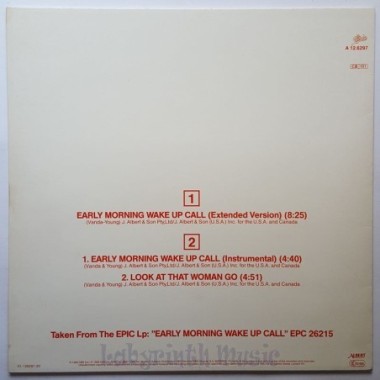 Epic
A 12.6297
1
EARLY MORNING WAKE UP CALL (Extended Version) (8:25)
(Vanda & Young) J. Albert & Son Pty.Ltd/J. Albert & Son (U.S.A.) Inc. for the U.S.A. and Canada
2
1. EARLY MORNING WAKE UP CALL (Instrumental) (4:40)
(Vanda & Young) J. Albert & Son Pty.Ltd/J. Albert & Son (U.S.A.) Inc. for the U.S.A. and Canada
2. LOOK AT THAT WOMAN GO (4:51)
(Vanda & Young) J. Albert & Son Pty.Ltd/J. Albert & Son (U.S.A.) Inc. for the U.S.A. and Canada
Taken From The EPIC Lp: "EARLY MORNING WAKE UP CALL" EPC 26215
Labyrinth Music